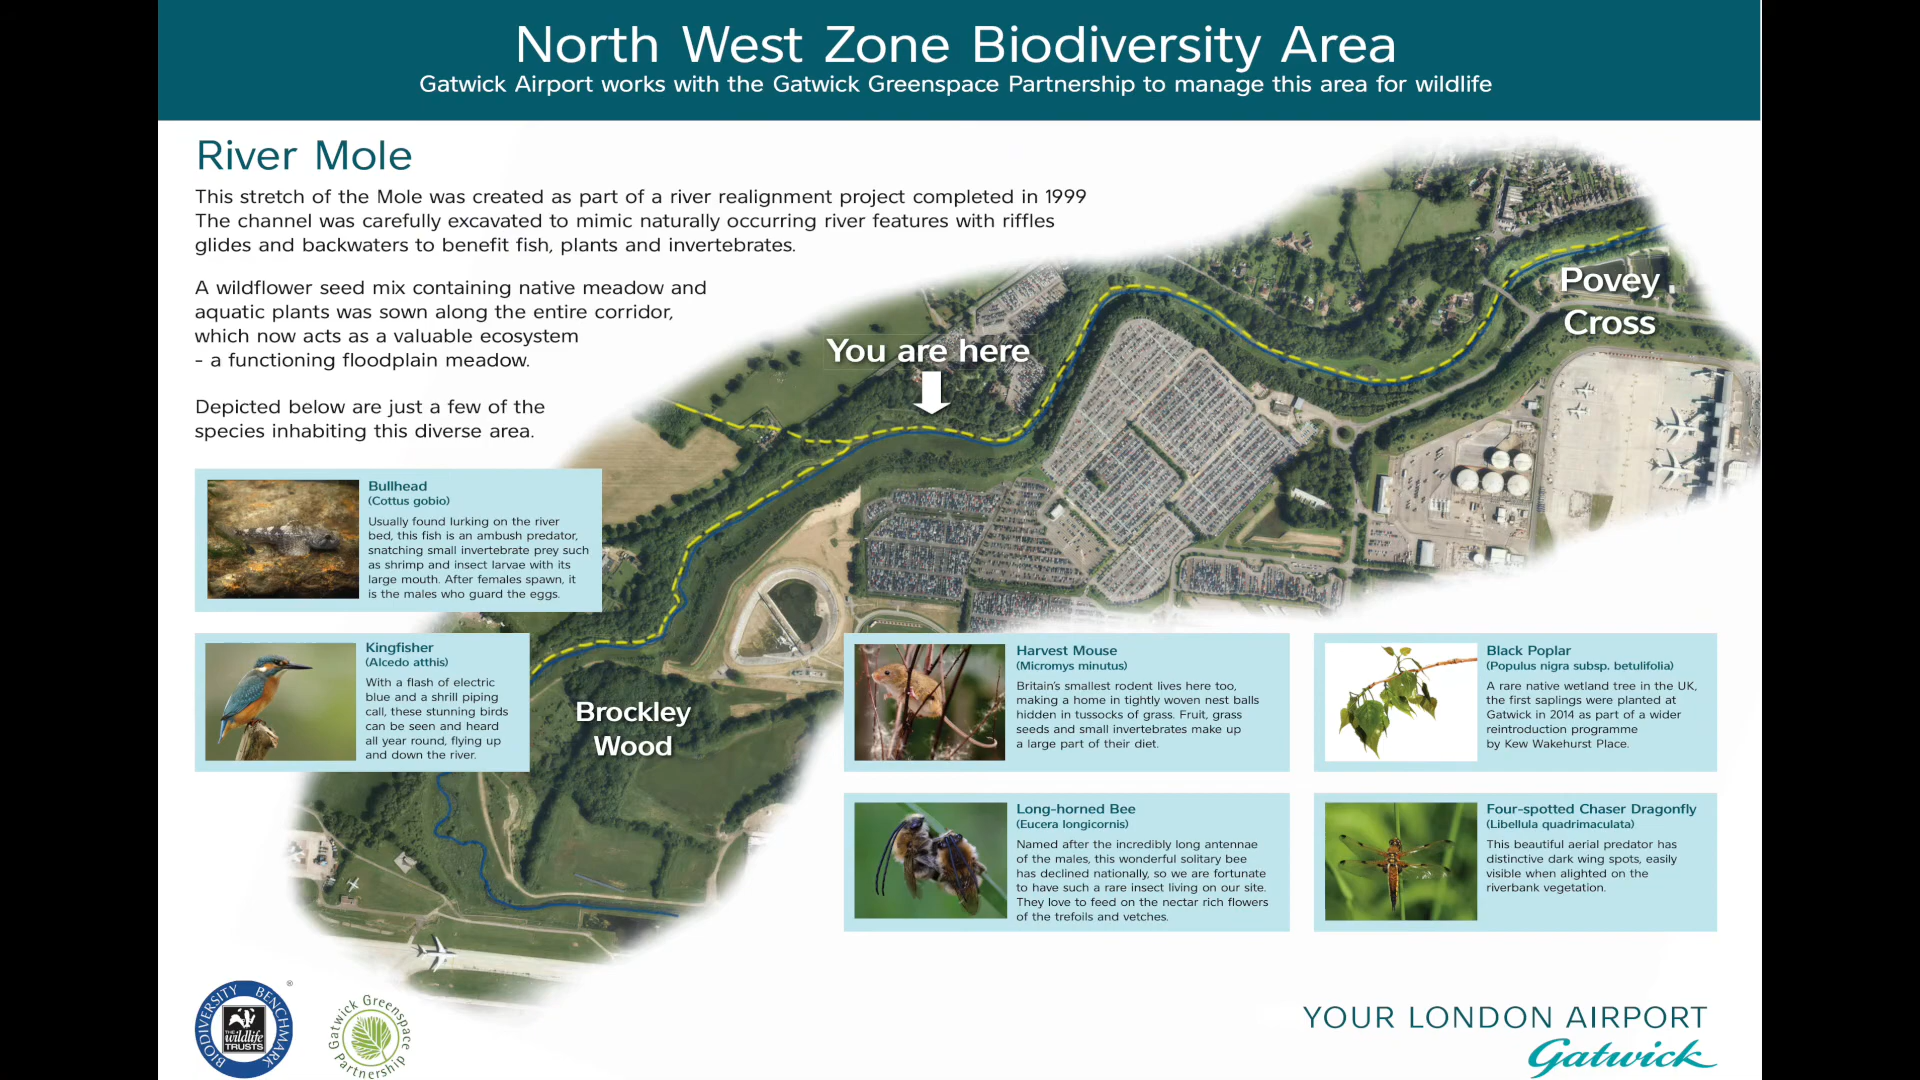 North West Zone Biodiversity Area
Gatwick Airport works with the Gatwick Greenspace Partnership to manage this area for wildlife
River Mole
This stretch of the Mole was created as part of a river realignment project completed in 1999
The channel was carefully excavated to mimic naturally occurring river features with riffles
glides and backwaters to benefit fish, plants and invertebrates.
A wildflower seed mix containing native meadow and
aquatic plants was sown along the entire corridor,
which now acts as a valuable ecosystem
- a functioning floodplain meadow.
Depicted below are just a few of the
species inhabiting this diverse area.
You are here
Povey
Cross
Brockley
Wood
Bullhead
(Cottus gobio)
Usually found lurking on the river
bed, this fish is an ambush predator,
snatching small invertebrate prey such
as shrimp and insect larvae with its
large mouth. After females spawn, it
is the males who guard the eggs.
Kingfisher
(Alcedo atthis)
With a flash of electric
blue and a shrill piping
call, these stunning birds
can be seen and heard
all year round, flying up
and down the river.
Harvest Mouse
(Micromys minutus)
Britain's smallest rodent lives here too,
making a home in tightly woven nest balls
hidden in tussocks of grass. Fruit, grass
seeds and small invertebrates make up
a large part of their diet.
Black Poplar
(Populus nigra subsp. betulifolia)
A rare native wetland tree in the UK,
the first saplings were planted at
Gatwick in 2014 as part of a wider
reintroduction programme
by Kew Wakehurst Place.
Long-horned Bee
(Eucera longicornis)
Named after the incredibly long antennae
of the males, this wonderful solitary bee
has declined nationally, so we are fortunate
to have such a rare insect living on our site.
They love to feed on the nectar rich flowers
of the trefoils and vetches.
Four-spotted Chaser Dragonfly
(Libellula quadrimaculata)
This beautiful aerial predator has
distinctive dark wing spots, easily
visible when alighted on the
riverbank vegetation.
BIODIVERSITY BENCHMARK
®
THE
wildlife
TRUSTS
Gatwick Greenspace
Partnership
YOUR LONDON AIRPORT
Gatwick